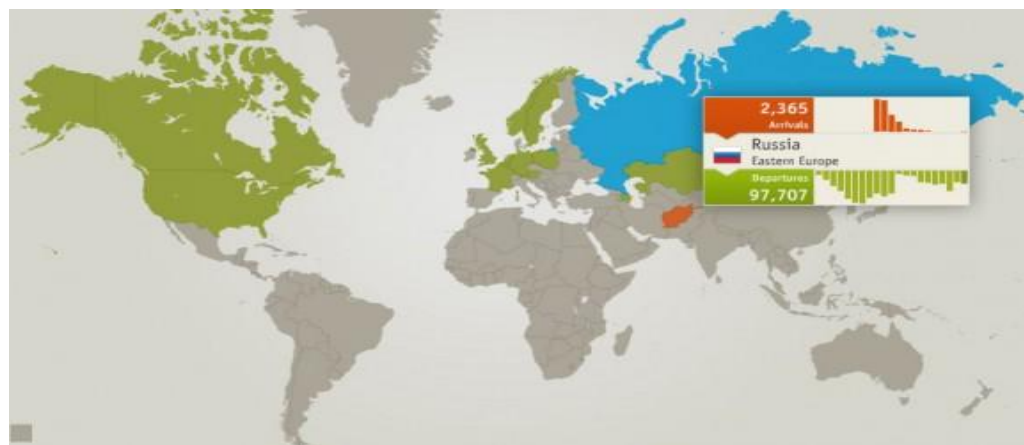 2,365
Arrivals
Russia
Eastern Europe
Departures
97,707